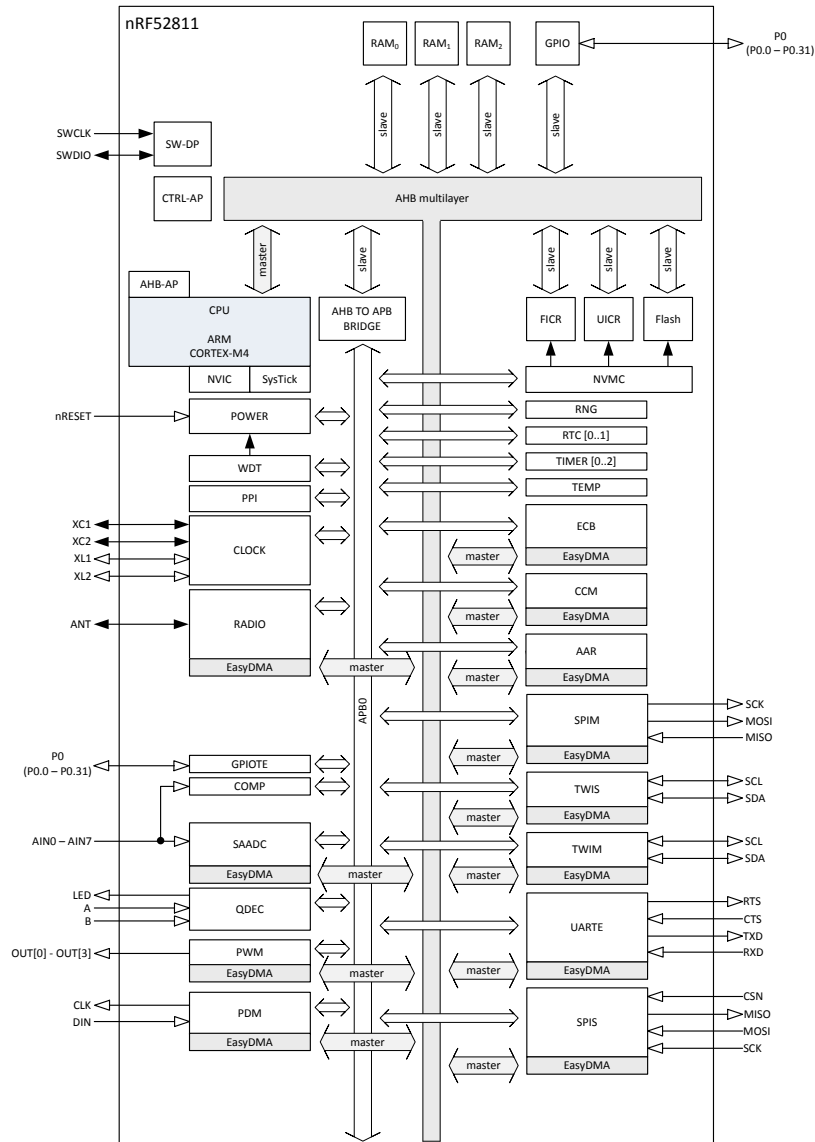 nRF52811
RAM0
RAM1
RAM2
GPIO
P0
(P0.0 – P0.31)
slave
slave
slave
slave
SWCLK
SWDIO
SW-DP
CTRL-AP
AHB multilayer
master
slave
slave
slave
slave
AHB-AP
CPU
ARM
CORTEX-M4
NVIC
SysTick
AHB TO APB
BRIDGE
FICR
UICR
Flash
NVMC
nRESET
POWER
RNG
RTC [0..1]
WDT
TIMER [0..2]
PPI
TEMP
XC1
XC2
XL1
XL2
CLOCK
ECB
master
EasyDMA
CCM
master
EasyDMA
ANT
RADIO
EasyDMA
master
AAR
master
EasyDMA
APB0
SPIM
SCK
MOSI
MISO
master
EasyDMA
P0
(P0.0 – P0.31)
GPIOTE
COMP
TWIS
SCL
SDA
master
EasyDMA
AIN0 – AIN7
SAADC
EasyDMA
master
TWIM
SCL
SDA
master
EasyDMA
LED
A
B
QDEC
UARTE
RTS
CTS
TXD
RXD
master
EasyDMA
OUT[0] - OUT[3]
PWM
EasyDMA
master
CLK
DIN
PDM
EasyDMA
master
SPIS
CSN
MISO
MOSI
SCK
master
EasyDMA